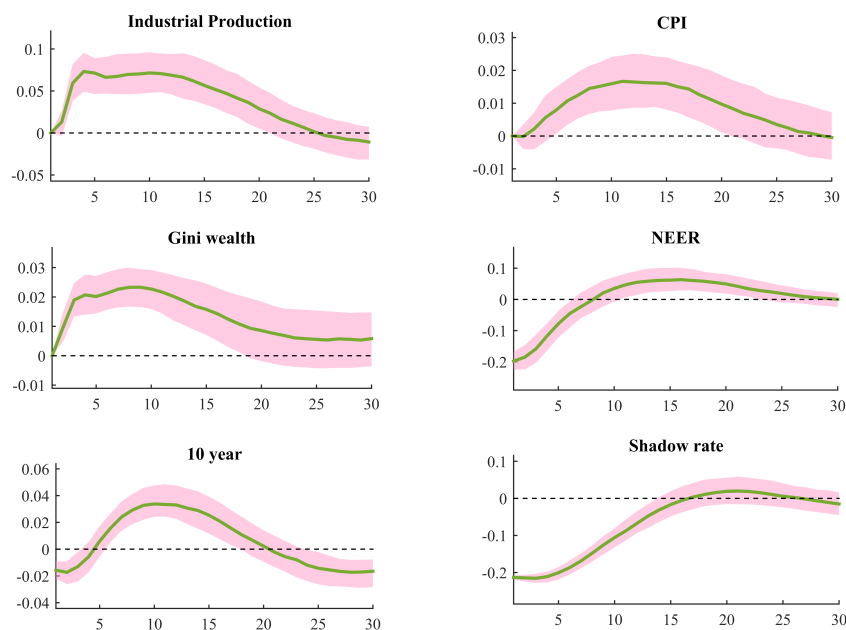 Industrial Production
0.1
0.05
0
-0.05
5 10 15 20 25 30
CPI
0.03
0.02
0.01
0
-0.01
5 10 15 20 25 30
Gini wealth
0.03
0.02
0.01
0
-0.01
5 10 15 20 25 30
NEER
0.1
0
-0.1
-0.2
5 10 15 20 25 30
10 year
0.06
0.04
0.02
0
-0.02
-0.04
5 10 15 20 25 30
Shadow rate
0.1
0
-0.1
-0.2
5 10 15 20 25 30